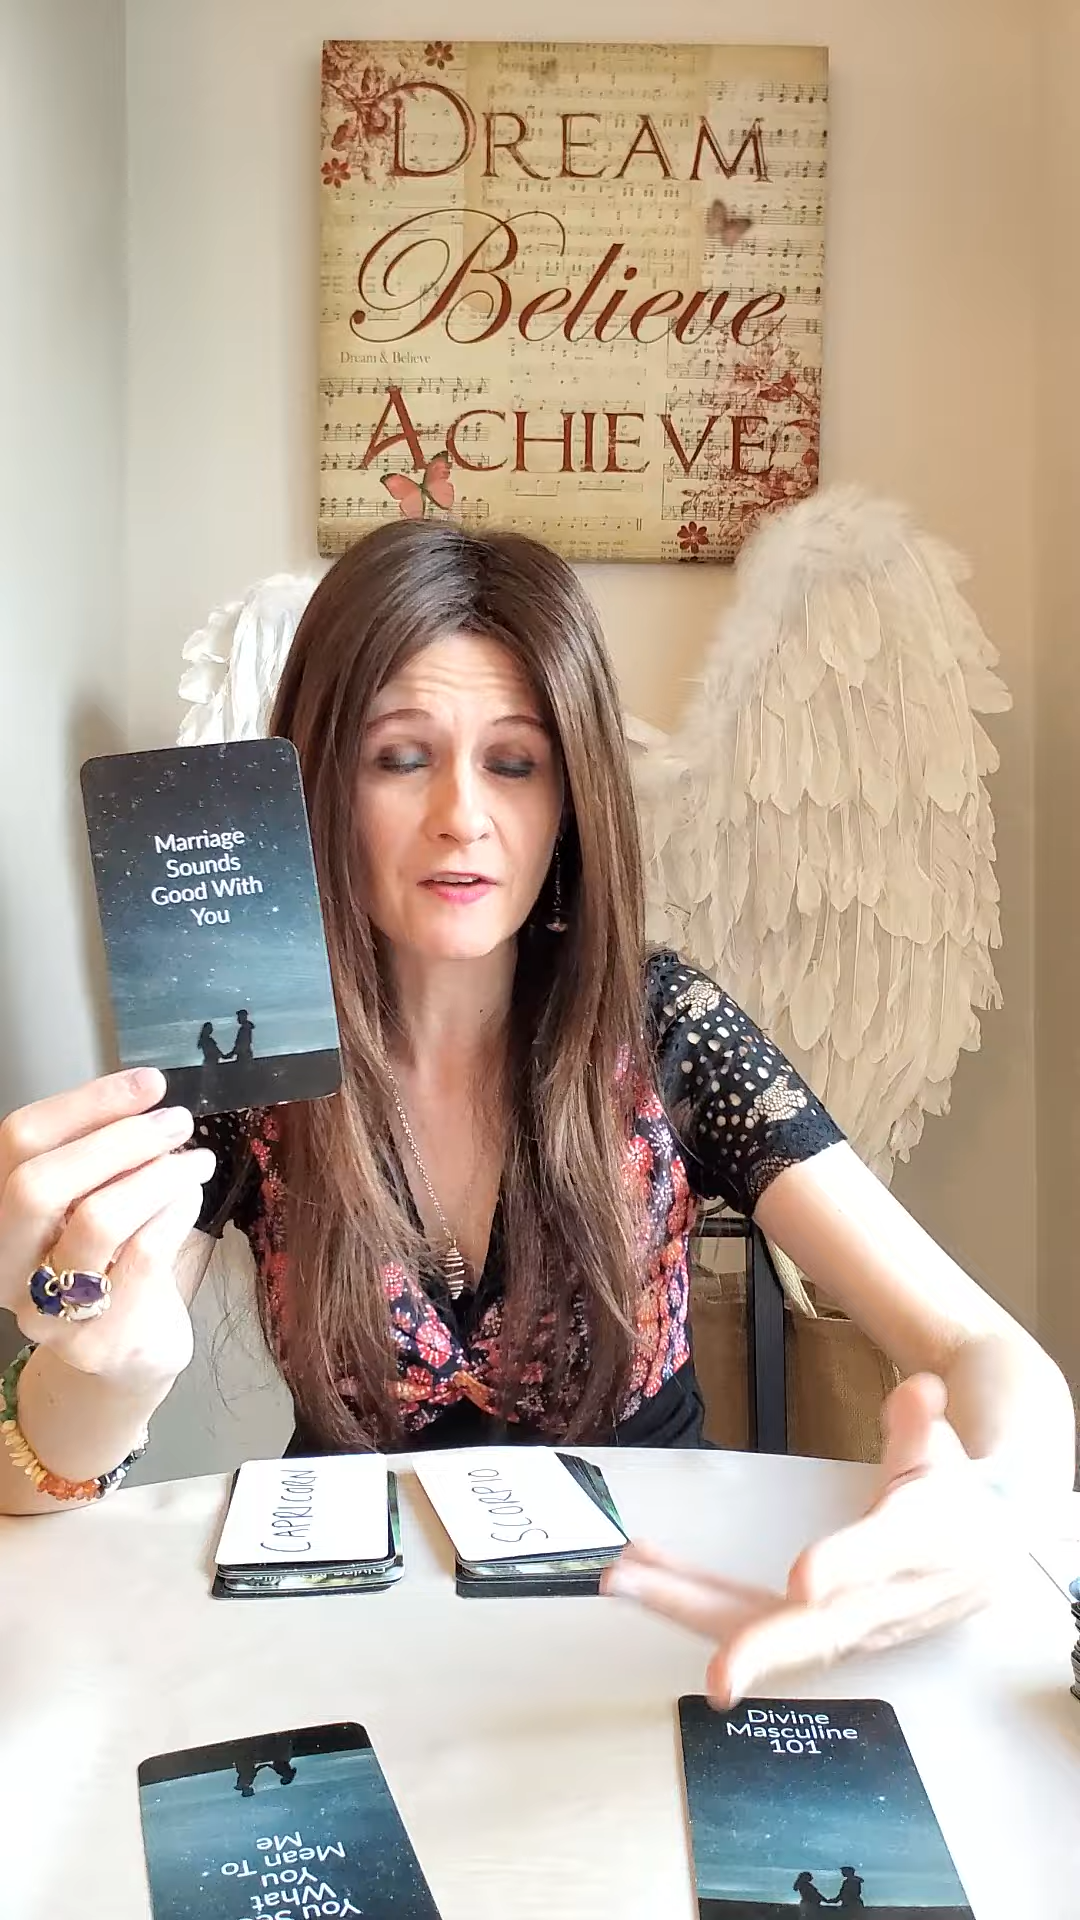 DREAM
Believe
Dream & Believe
ACHIEVE
Marriage
Sounds
Good With
You
CAPRICORN
SCORPIO
Divine
Masculine
101
You
What
You
Mean To
Me